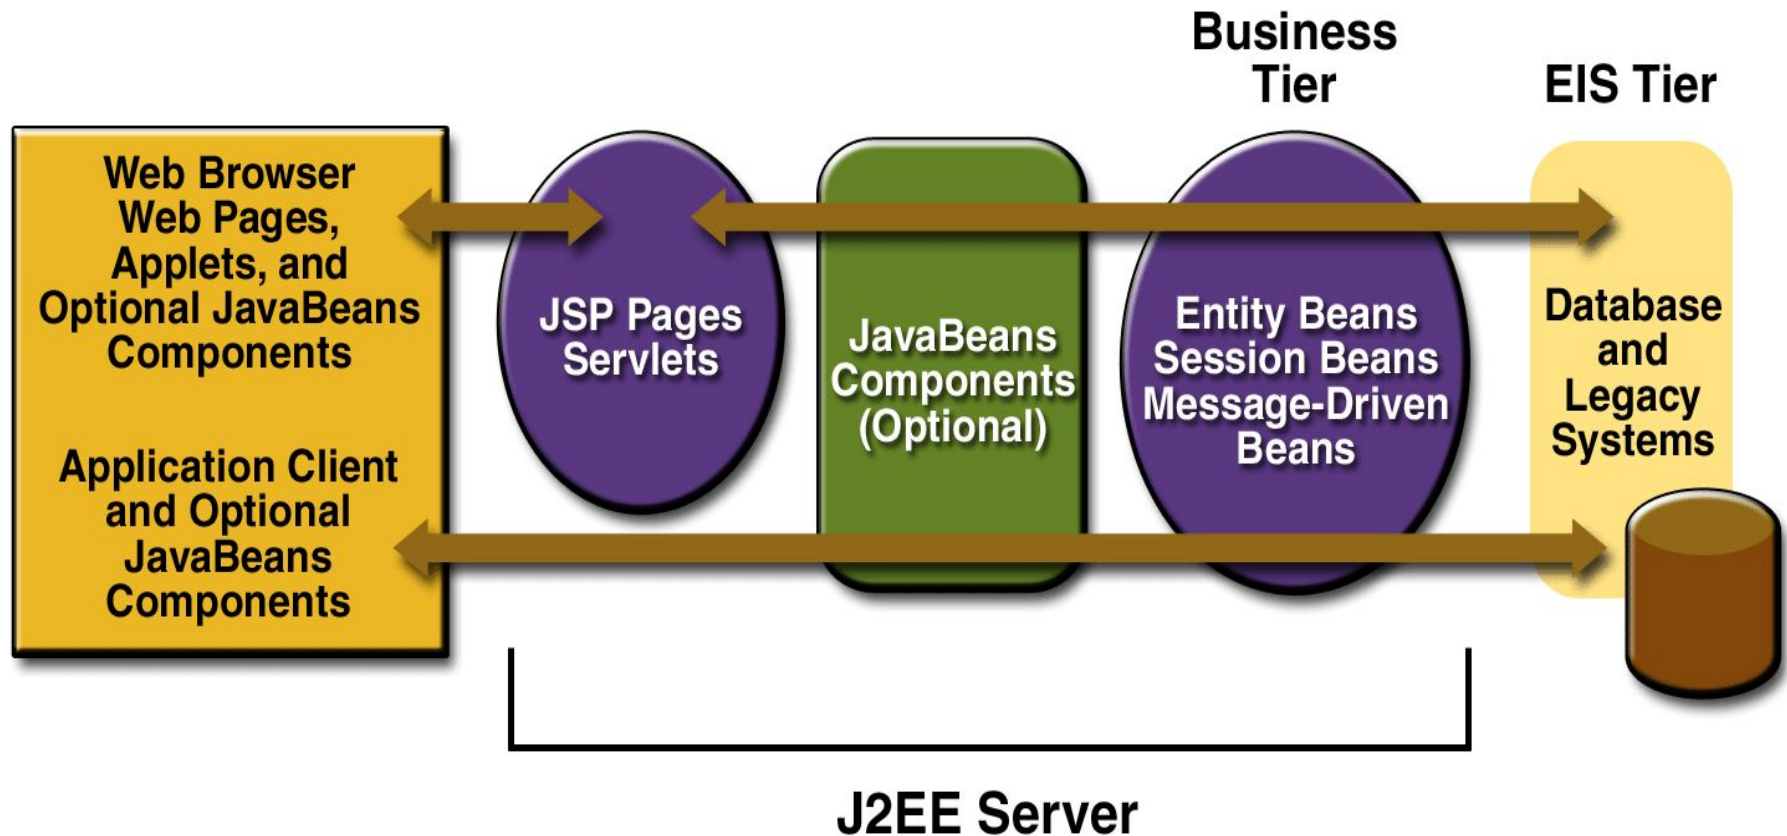 Business
Tier
EIS Tier
Web Browser
Web Pages,
Applets, and
Optional JavaBeans
Components
Application Client
and Optional
JavaBeans
Components
JSP Pages
Servlets
JavaBeans
Components
(Optional)
Entity Beans
Session Beans
Message-Driven
Beans
Database
and
Legacy
Systems
J2EE Server